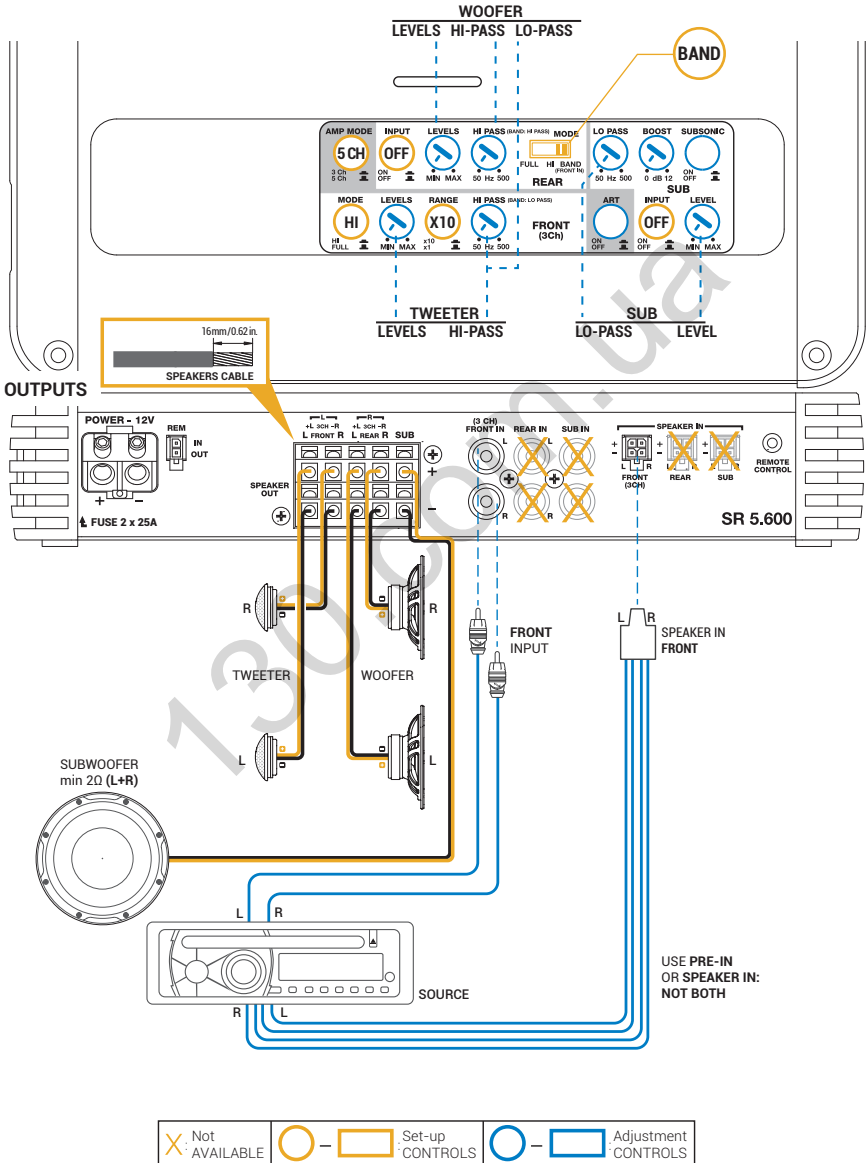 WOOFER
LEVELS HI-PASS LO-PASS
BAND
AMP MODE INPUT LEVELS HI PASS (BAND: HI PASS) MODE LO PASS BOOST SUBSONIC
5 CH OFF
3 Ch ON MIN MAX 50 Hz 500 FULL HI BAND 50 Hz 500 0 dB 12 ON
5 Ch OFF (FRONT IN) OFF
REAR SUB
MODE LEVELS RANGE HI PASS (BAND: LO PASS) FRONT ART INPUT LEVEL
HI X10 (3Ch) OFF
HI MIN MAX x10 50 Hz 500 ON ON MIN MAX
FULL x1 OFF OFF
TWEETER SUB
LEVELS HI-PASS LO-PASS LEVEL
16mm/0.62in.
SPEAKERS CABLE
OUTPUTS
POWER - 12V
REM
IN
OUT
+ -
FUSE 2 x 25A
L R
+L 3CH -R +L 3CH -R
L FRONT R L REAR R SUB
SPEAKER
OUT
+
-
(3 CH)
FRONT IN REAR IN SUB IN
L L
R R
SPEAKER IN
+ - + - + -
L R
FRONT
(3CH)
REAR
SUB
REMOTE
CONTROL
SR 5.600
R R
TWEETER WOOFER
L L
FRONT
INPUT
L R
SPEAKER IN
FRONT
SUBWOOFER
min 2Ω (L+R)
L R
SOURCE
R L
USE PRE-IN
OR SPEAKER IN:
NOT BOTH
X : Not
AVAILABLE
- : Set-up
CONTROLS
- : Adjustment
CONTROLS
130.com.ua